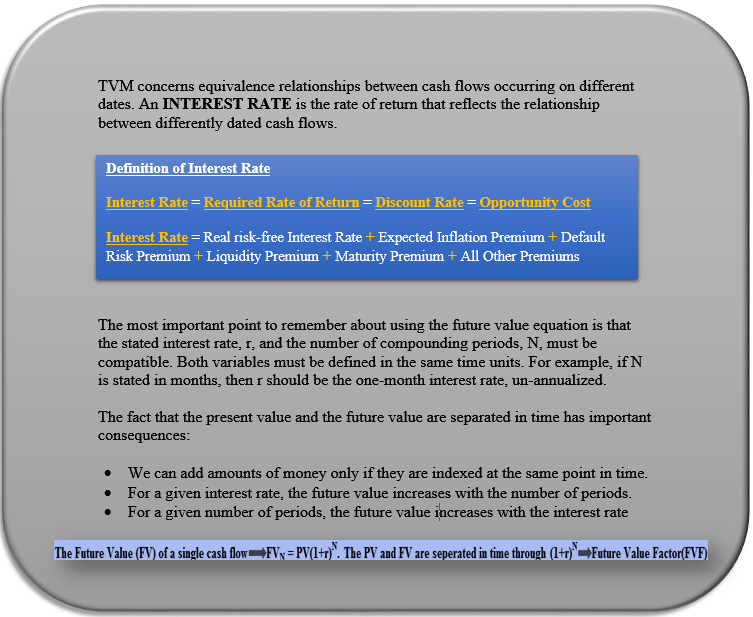 TVM concerns equivalence relationships between cash flows occurring on different
dates. An INTEREST RATE is the rate of return that reflects the relationship
between differently dated cash flows.
Definition of Interest Rate
Interest Rate = Required Rate of Return = Discount Rate = Opportunity Cost
Interest Rate = Real risk-free Interest Rate + Expected Inflation Premium + Default
Risk Premium + Liquidity Premium + Maturity Premium + All Other Premiums
The most important point to remember about using the future value equation is that
the stated interest rate, r, and the number of compounding periods, N, must be
compatible. Both variables must be defined in the same time units. For example, if N
is stated in months, then r should be the one-month interest rate, un-annualized.
The fact that the present value and the future value are separated in time has important
consequences:
• We can add amounts of money only if they are indexed at the same point in time.
• For a given interest rate, the future value increases with the number of periods.
• For a given number of periods, the future value increases with the interest rate
The Future Value (FV) of a single cash flow➡FV_N = PV(1+r)^N. The PV and FV are seperated in time through (1+r)^N➡Future Value Factor(FVF)